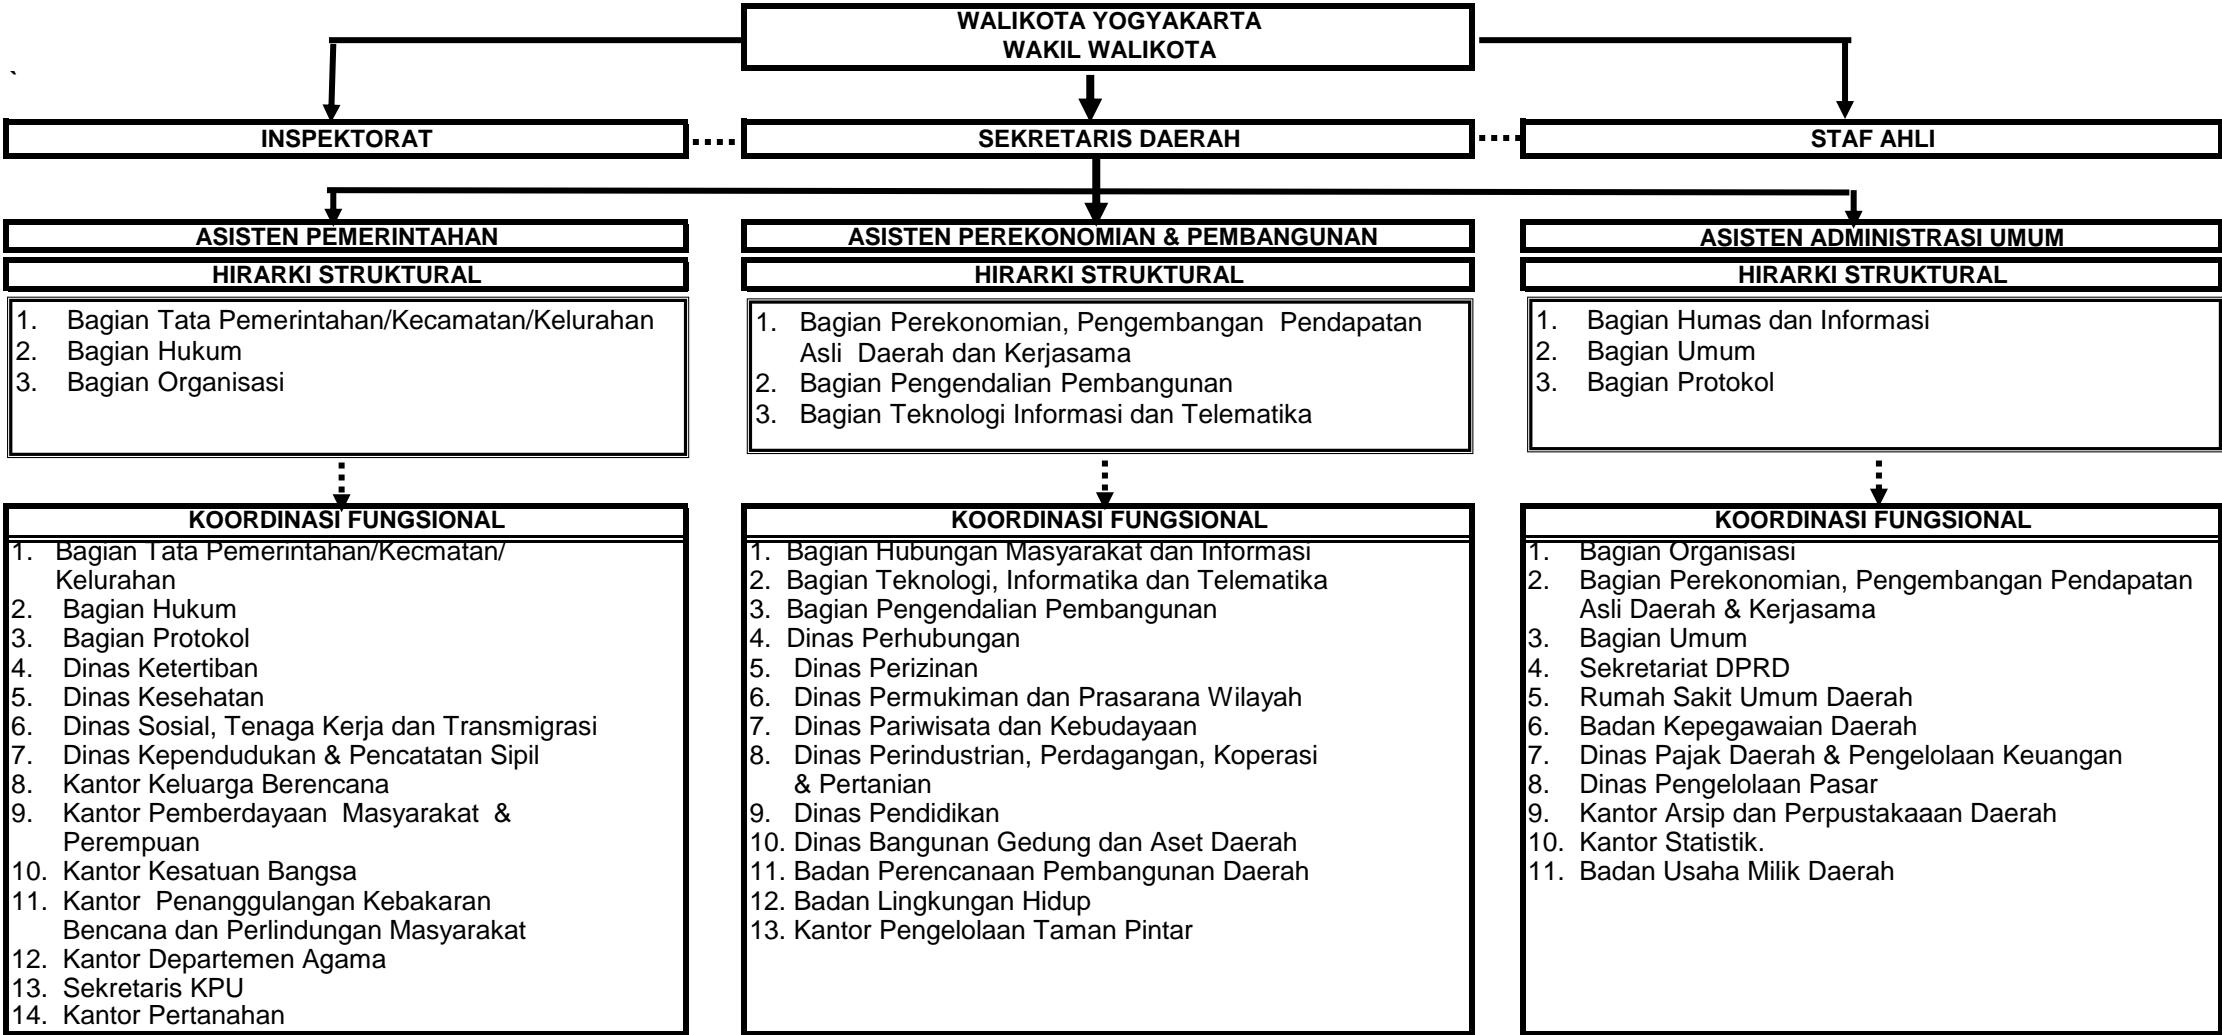 WALIKOTA YOGYAKARTA
WAKIL WALIKOTA
`
INSPEKTORAT
SEKRETARIS DAERAH
STAF AHLI
ASISTEN PEMERINTAHAN
HIRARKI STRUKTURAL
1. Bagian Tata Pemerintahan/Kecamatan/Kelurahan
2. Bagian Hukum
3. Bagian Organisasi
ASISTEN PEREKONOMIAN & PEMBANGUNAN
HIRARKI STRUKTURAL
1. Bagian Perekonomian, Pengembangan Pendapatan
Asli Daerah dan Kerjasama
2. Bagian Pengendalian Pembangunan
3. Bagian Teknologi Informasi dan Telematika
ASISTEN ADMINISTRASI UMUM
HIRARKI STRUKTURAL
1. Bagian Humas dan Informasi
2. Bagian Umum
3. Bagian Protokol
KOORDINASI FUNGSIONAL
1. Bagian Tata Pemerintahan/Kecmatan/
Kelurahan
2. Bagian Hukum
3. Bagian Protokol
4. Dinas Ketertiban
5. Dinas Kesehatan
6. Dinas Sosial, Tenaga Kerja dan Transmigrasi
7. Dinas Kependudukan & Pencatatan Sipil
8. Kantor Keluarga Berencana
9. Kantor Pemberdayaan Masyarakat &
Perempuan
10. Kantor Kesatuan Bangsa
11. Kantor Penanggulangan Kebakaran
Bencana dan Perlindungan Masyarakat
12. Kantor Departemen Agama
13. Sekretaris KPU
14. Kantor Pertanahan
KOORDINASI FUNGSIONAL
1. Bagian Hubungan Masyarakat dan Informasi
2. Bagian Teknologi, Informatika dan Telematika
3. Bagian Pengendalian Pembangunan
4. Dinas Perhubungan
5. Dinas Perizinan
6. Dinas Permukiman dan Prasarana Wilayah
7. Dinas Pariwisata dan Kebudayaan
8. Dinas Perindustrian, Perdagangan, Koperasi
& Pertanian
9. Dinas Pendidikan
10. Dinas Bangunan Gedung dan Aset Daerah
11. Badan Perencanaan Pembangunan Daerah
12. Badan Lingkungan Hidup
13. Kantor Pengelolaan Taman Pintar
KOORDINASI FUNGSIONAL
1. Bagian Organisasi
2. Bagian Perekonomian, Pengembangan Pendapatan
Asli Daerah & Kerjasama
3. Bagian Umum
4. Sekretariat DPRD
5. Rumah Sakit Umum Daerah
6. Badan Kepegawaian Daerah
7. Dinas Pajak Daerah & Pengelolaan Keuangan
8. Dinas Pengelolaan Pasar
9. Kantor Arsip dan Perpustakaaan Daerah
10. Kantor Statistik.
11. Badan Usaha Milik Daerah